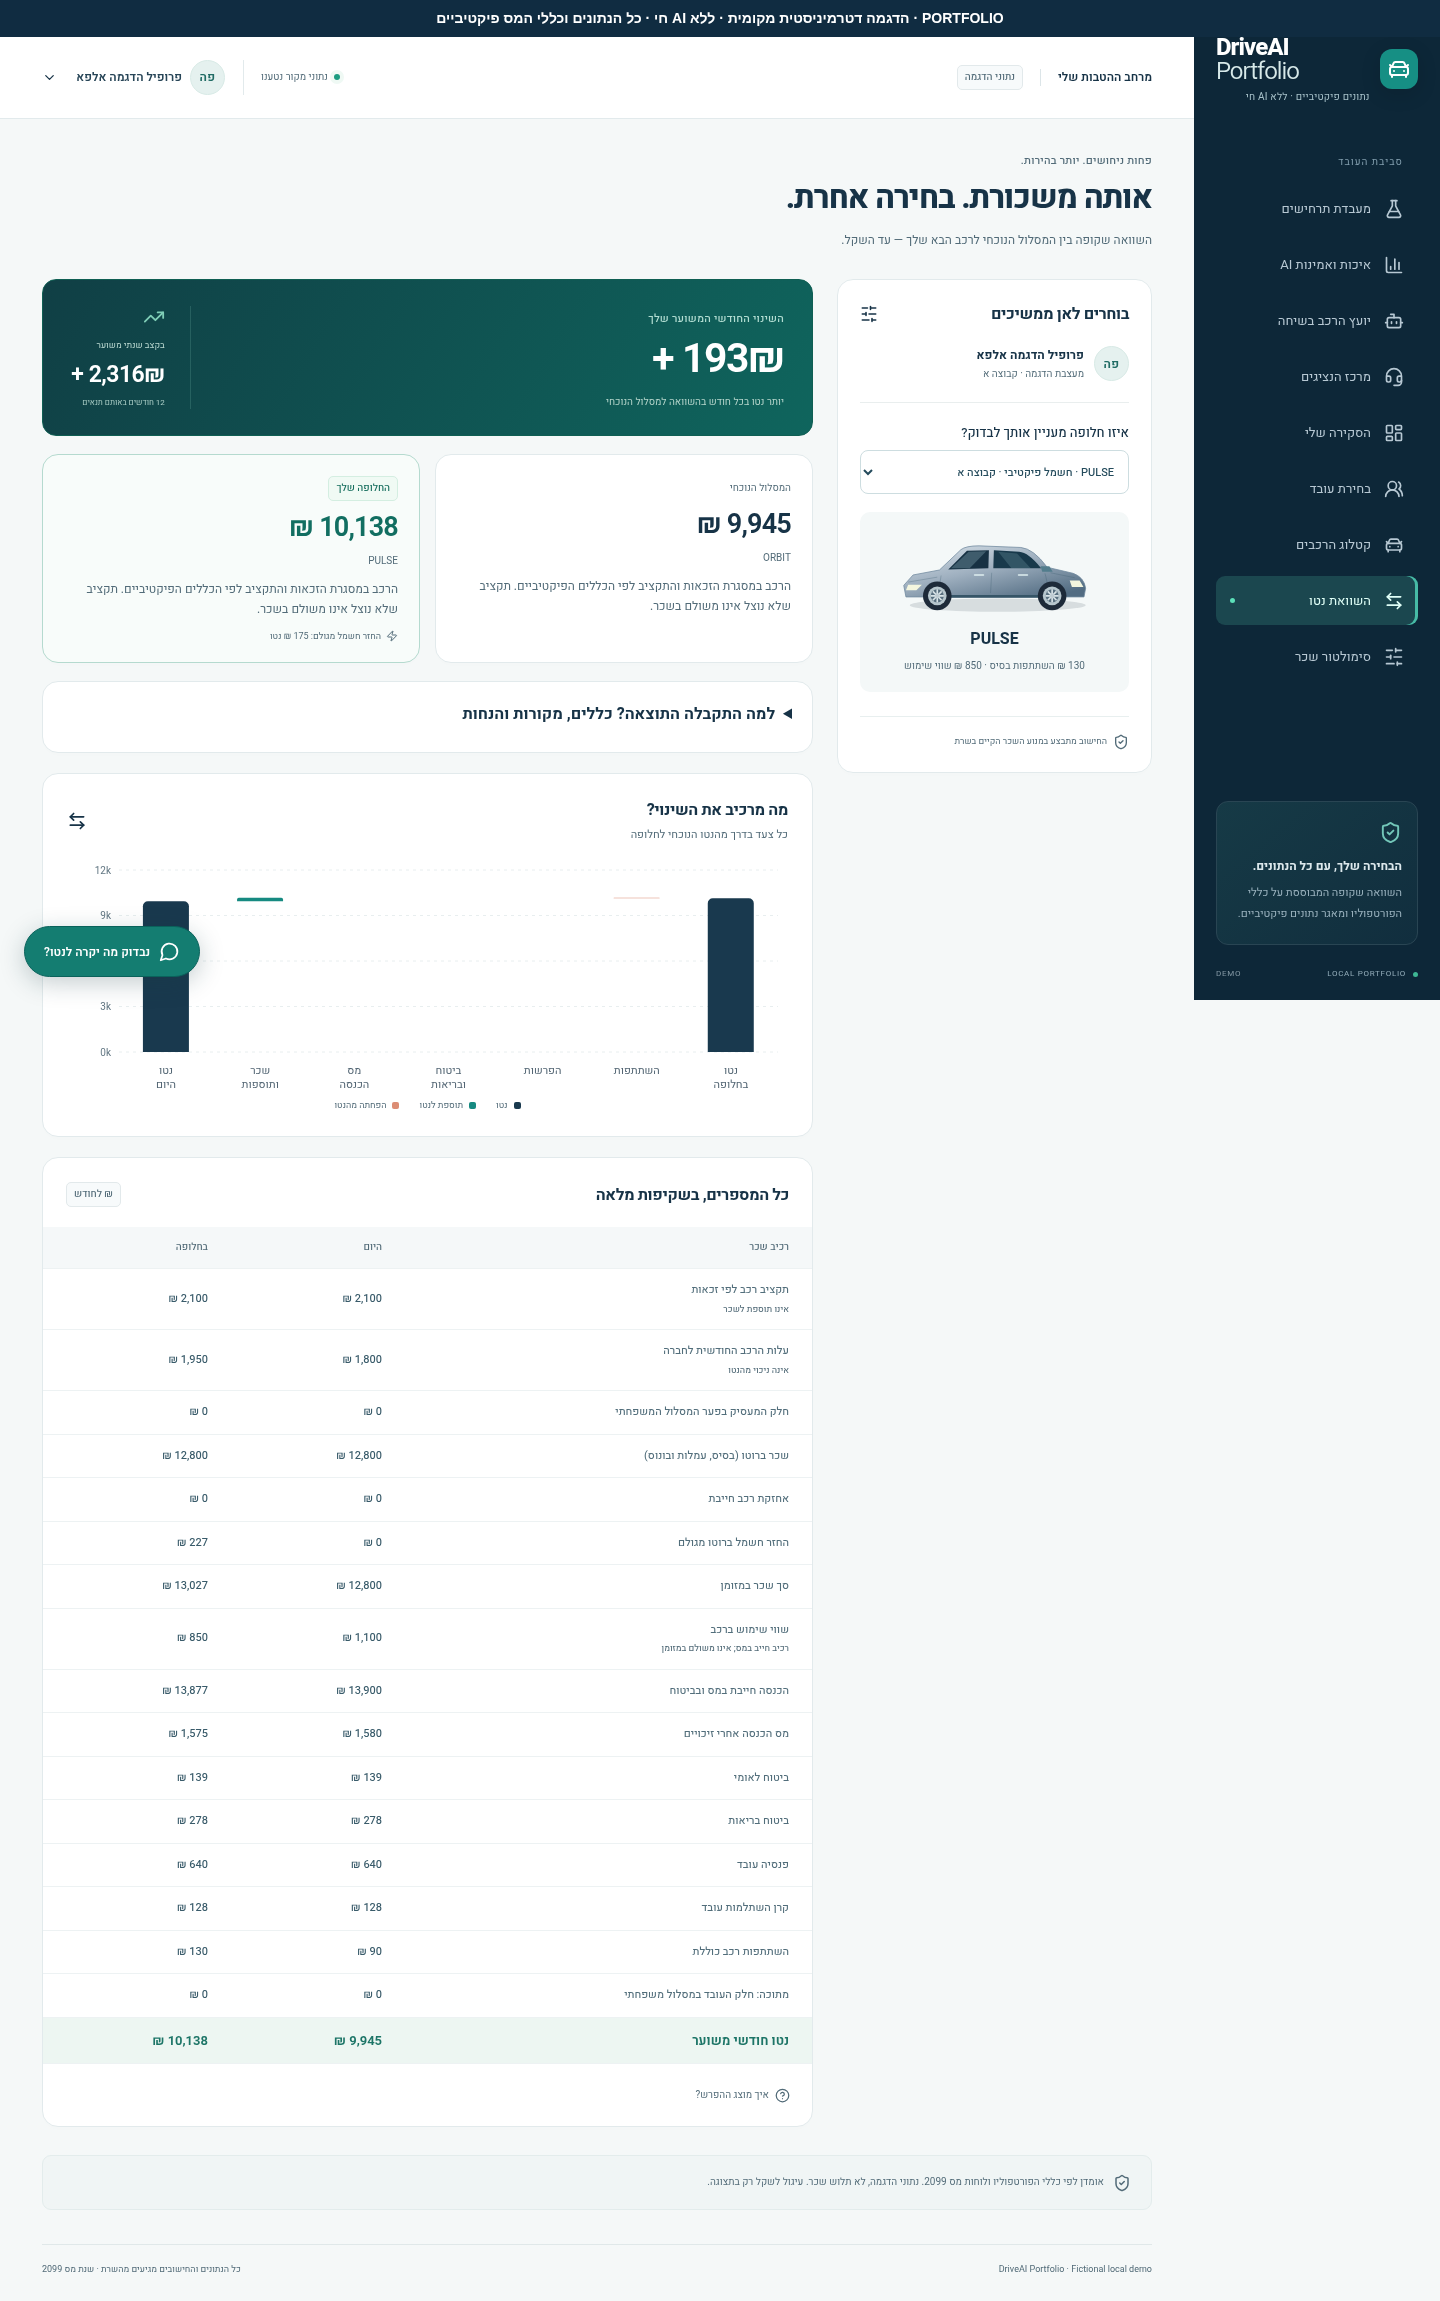 PORTFOLIO · הדגמה דטרמיניסטית מקומית · ללא AI חי · כל הנתונים וכללי המס פיקטיביים
DriveAI
Portfolio
נתונים פיקטיביים · ללא AI חי
סביבת העובד
מעבדת תרחישים
איכות ואמינות AI
יועץ הרכב בשיחה
מרכז הנציגים
הסקירה שלי
בחירת עובד
קטלוג הרכבים
השוואת נטו
סימולטור שכר
הבחירה שלך, עם כל הנתונים.
השוואה שקופה המבוססת על כללי
הפורטפוליו ומאגר נתונים פיקטיביים.
LOCAL PORTFOLIO
DEMO
מרחב ההטבות שלי
נתוני הדגמה
נתוני מקור נטענו
פה
פרופיל הדגמה אלפא
פחות ניחושים. יותר בהירות.
אותה משכורת. בחירה אחרת.
השוואה שקופה בין המסלול הנוכחי לרכב הבא שלך — עד השקל.
בוחרים לאן ממשיכים
פה
פרופיל הדגמה אלפא
מעצבת הדגמה · קבוצה א
איזו חלופה מעניין אותך לבדוק?
PULSE · חשמל פיקטיבי · קבוצה א
PULSE
130 ₪ השתתפות בסיס · 850 ₪ שווי שימוש
החישוב מתבצע במנוע השכר הקיים בשרת
השינוי החודשי המשוער שלך
+ 193₪
יותר נטו בכל חודש בהשוואה למסלול הנוכחי
בקצב שנתי משוער
+ 2,316₪
12 חודשים באותם תנאים
המסלול הנוכחי
9,945 ₪
ORBIT
הרכב במסגרת הזכאות והתקציב לפי הכללים הפיקטיביים. תקציב
שלא נוצל אינו משולם בשכר.
החלופה שלך
10,138 ₪
PULSE
הרכב במסגרת הזכאות והתקציב לפי הכללים הפיקטיביים. תקציב
שלא נוצל אינו משולם בשכר.
החזר חשמל מגולם: 175 ₪ נטו
למה התקבלה התוצאה? כללים, מקורות והנחות
מה מרכיב את השינוי?
כל צעד בדרך מהנטו הנוכחי לחלופה
12k
9k
3k
0k
נטו
היום
שכר
ותוספות
מס
הכנסה
ביטוח
ובריאות
הפרשות
השתתפות
נטו
בחלופה
נטו
תוספת לנטו
הפחתה מהנטו
נבדוק מה יקרה לנטו?
כל המספרים, בשקיפות מלאה
₪ לחודש
רכיב שכר היום בחלופה
תקציב רכב לפי זכאות 2,100 ₪ 2,100 ₪
אינו תוספת לשכר
עלות הרכב החודשית לחברה 1,800 ₪ 1,950 ₪
אינה ניכוי מהנטו
חלק המעסיק בפער המסלול המשפחתי 0 ₪ 0 ₪
שכר ברוטו (בסיס, עמלות ובונוס) 12,800 ₪ 12,800 ₪
אחזקת רכב חייבת 0 ₪ 0 ₪
החזר חשמל ברוטו מגולם 0 ₪ 227 ₪
סך שכר במזומן 12,800 ₪ 13,027 ₪
שווי שימוש ברכב 1,100 ₪ 850 ₪
רכיב חייב במס; אינו משולם במזומן
הכנסה חייבת במס ובביטוח 13,900 ₪ 13,877 ₪
מס הכנסה אחרי זיכויים 1,580 ₪ 1,575 ₪
ביטוח לאומי 139 ₪ 139 ₪
ביטוח בריאות 278 ₪ 278 ₪
פנסיה עובד 640 ₪ 640 ₪
קרן השתלמות עובד 128 ₪ 128 ₪
השתתפות רכב כוללת 90 ₪ 130 ₪
מתוכה: חלק העובד במסלול משפחתי 0 ₪ 0 ₪
נטו חודשי משוער 9,945 ₪ 10,138 ₪
איך מוצג ההפרש?
אומדן לפי כללי הפורטפוליו ולוחות מס 2099. נתוני הדגמה, לא תלוש שכר. עיגול לשקל רק בתצוגה.
DriveAI Portfolio · Fictional local demo
כל הנתונים והחישובים מגיעים מהשרת · שנת מס 2099